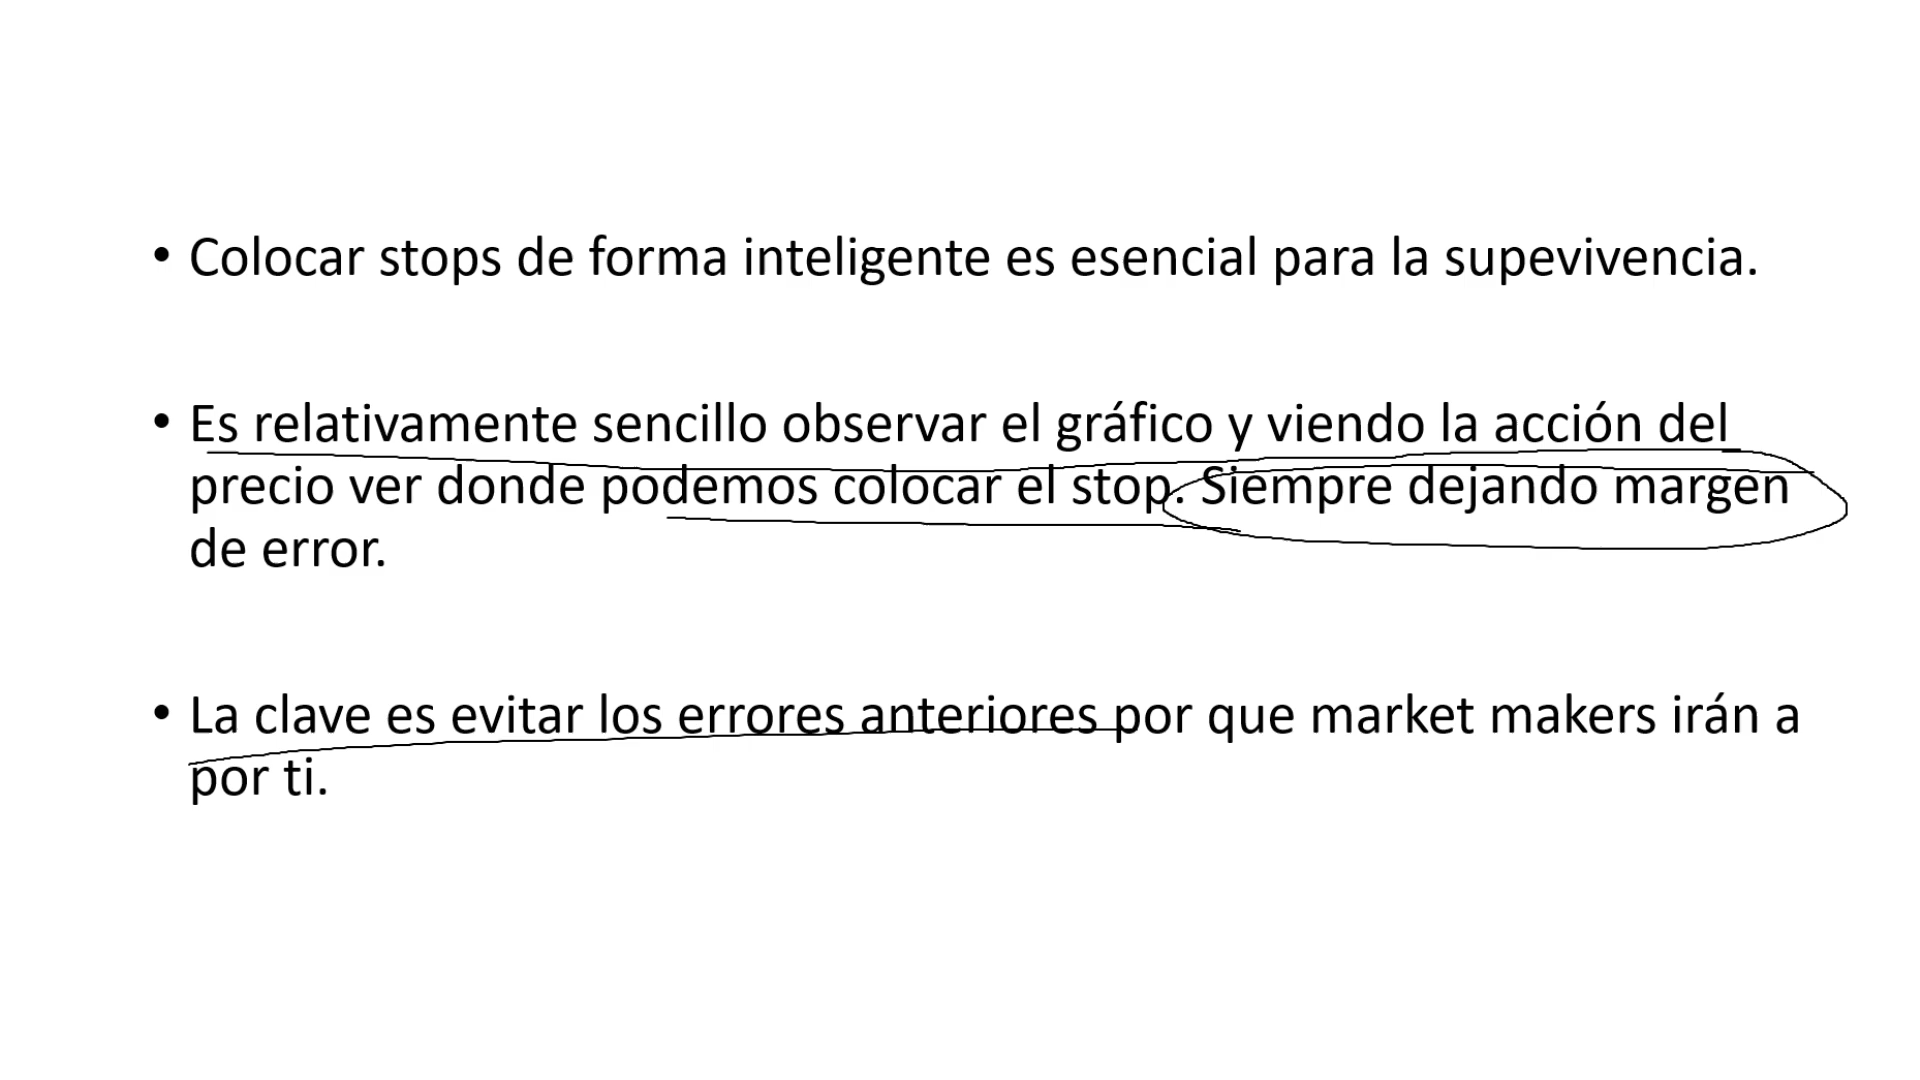 • Colocar stops de forma inteligente es esencial para la supevivencia.
• Es relativamente sencillo observar el gráfico y viendo la acción del
precio ver donde podemos colocar el stop. Siempre dejando margen
de error.
• La clave es evitar los errores anteriores por que market makers irán a
por ti.